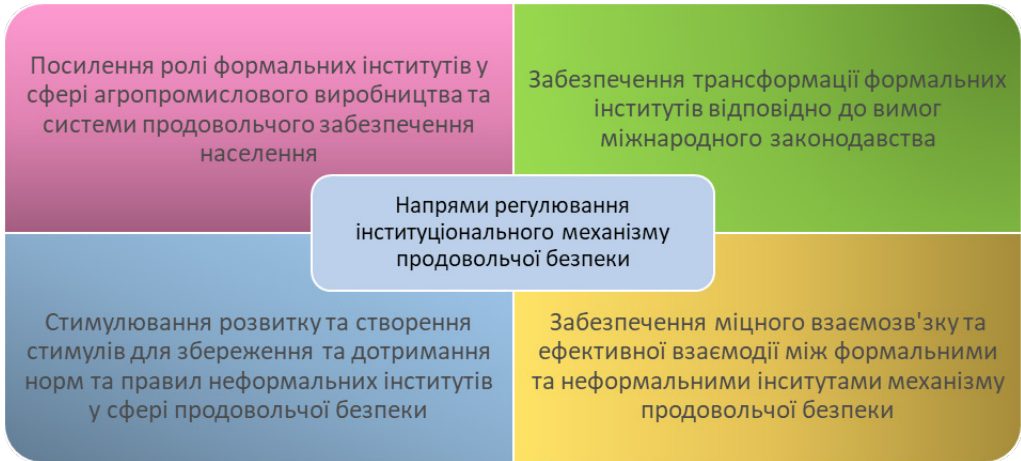 Посилення ролі формальних інститутів у
сфері агропромислового виробництва та
системи продовольчого забезпечення
населення
Забезпечення трансформації формальних
інститутів відповідно до вимог
міжнародного законодавства
Напрями регулювання
інституціонального механізму
продовольчої безпеки
Стимулювання розвитку та створення
стимулів для збереження та дотримання
норм та правил неформальних інститутів
у сфері продовольчої безпеки
Забезпечення міцного взаємозв'зку та
ефективної взаємодії між формальними
та неформальними інситутами механізму
продовольчої безпеки